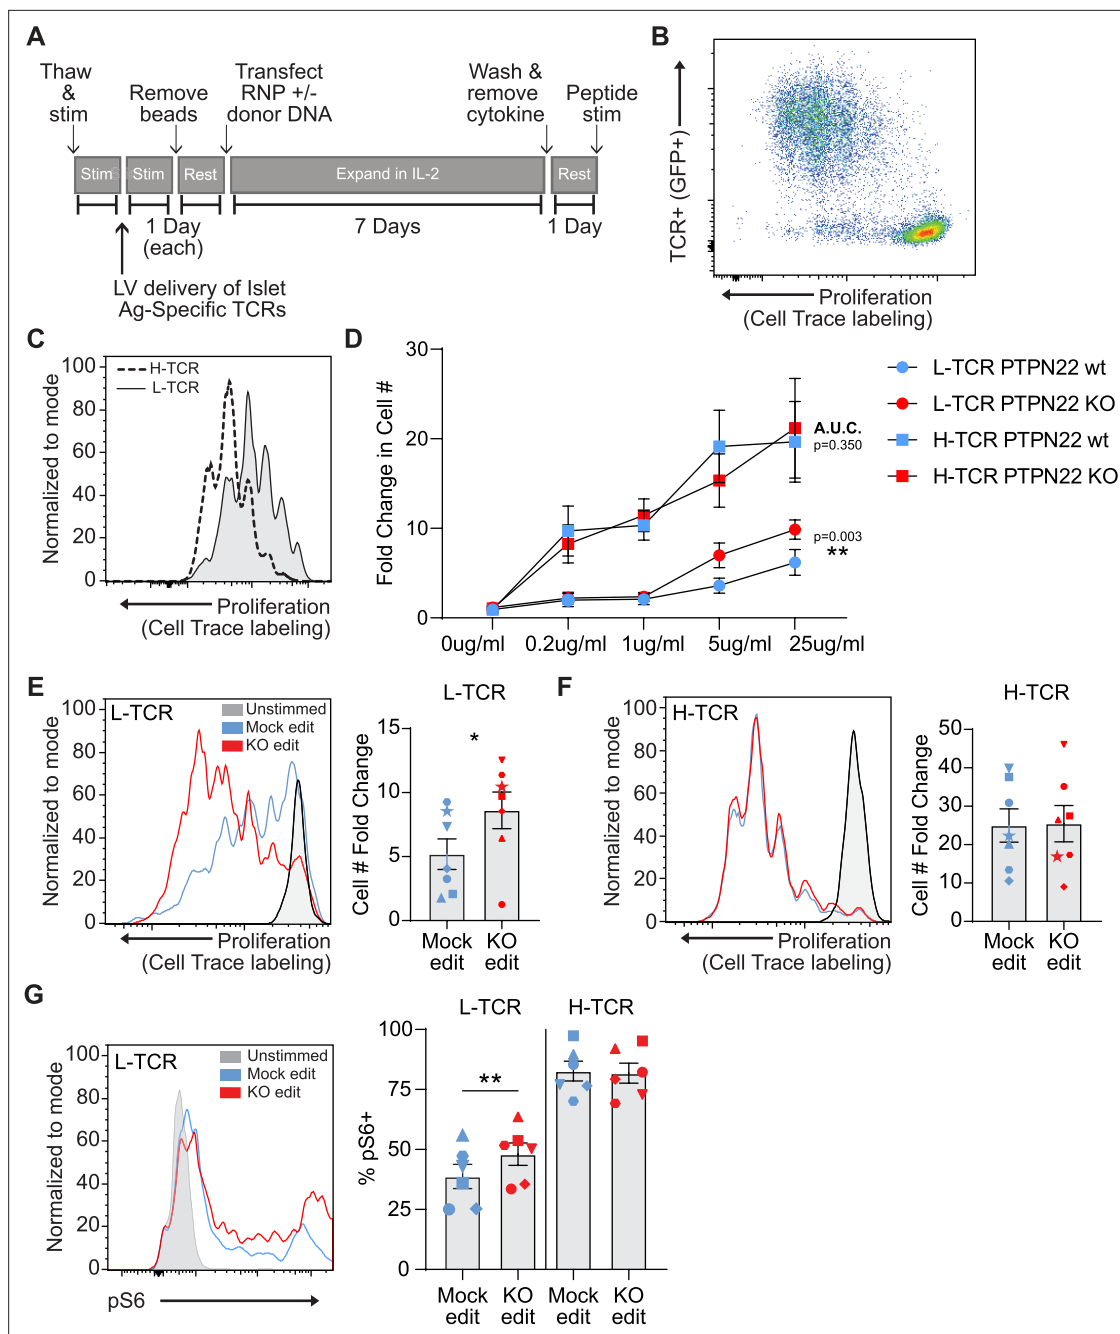 A
Thaw
&
stim
Remove
beads
Transfect
RNP +/-
donor DNA
Wash &
remove
cytokine
Peptide
stim
Stim
Stim
Rest
Expand in IL-2
Rest
1 Day
(each)
7 Days
1 Day
LV delivery of Islet
Ag-Specific TCRs
B
TCR+ (GFP+)
Proliferation
(Cell Trace labeling)
C
Normalized to mode
100
80
60
40
20
0
H-TCR
L-TCR
Proliferation
(Cell Trace labeling)
D
Fold Change in Cell #
30
20
10
0
0ug/ml
0.2ug/ml
1ug/ml
5ug/ml
25ug/ml
A.U.C.
p=0.350
p=0.003
**
L-TCR PTPN22 wt
L-TCR PTPN22 KO
H-TCR PTPN22 wt
H-TCR PTPN22 KO
E
Normalized to mode
100
80
60
40
20
0
L-TCR
Unstimmed
Mock edit
KO edit
Proliferation
(Cell Trace labeling)
L-TCR
Cell # Fold Change
15
10
5
0
*
Mock
edit
KO
edit
F
Normalized to mode
100
80
60
40
20
0
H-TCR
Proliferation
(Cell Trace labeling)
H-TCR
Cell # Fold Change
50
40
30
20
10
0
Mock
edit
KO
edit
G
Normalized to mode
100
80
60
40
20
0
L-TCR
Unstimmed
Mock edit
KO edit
pS6
L-TCR
H-TCR
% pS6+
100
75
50
25
0
**
Mock
edit
KO
edit
Mock
edit
KO
edit